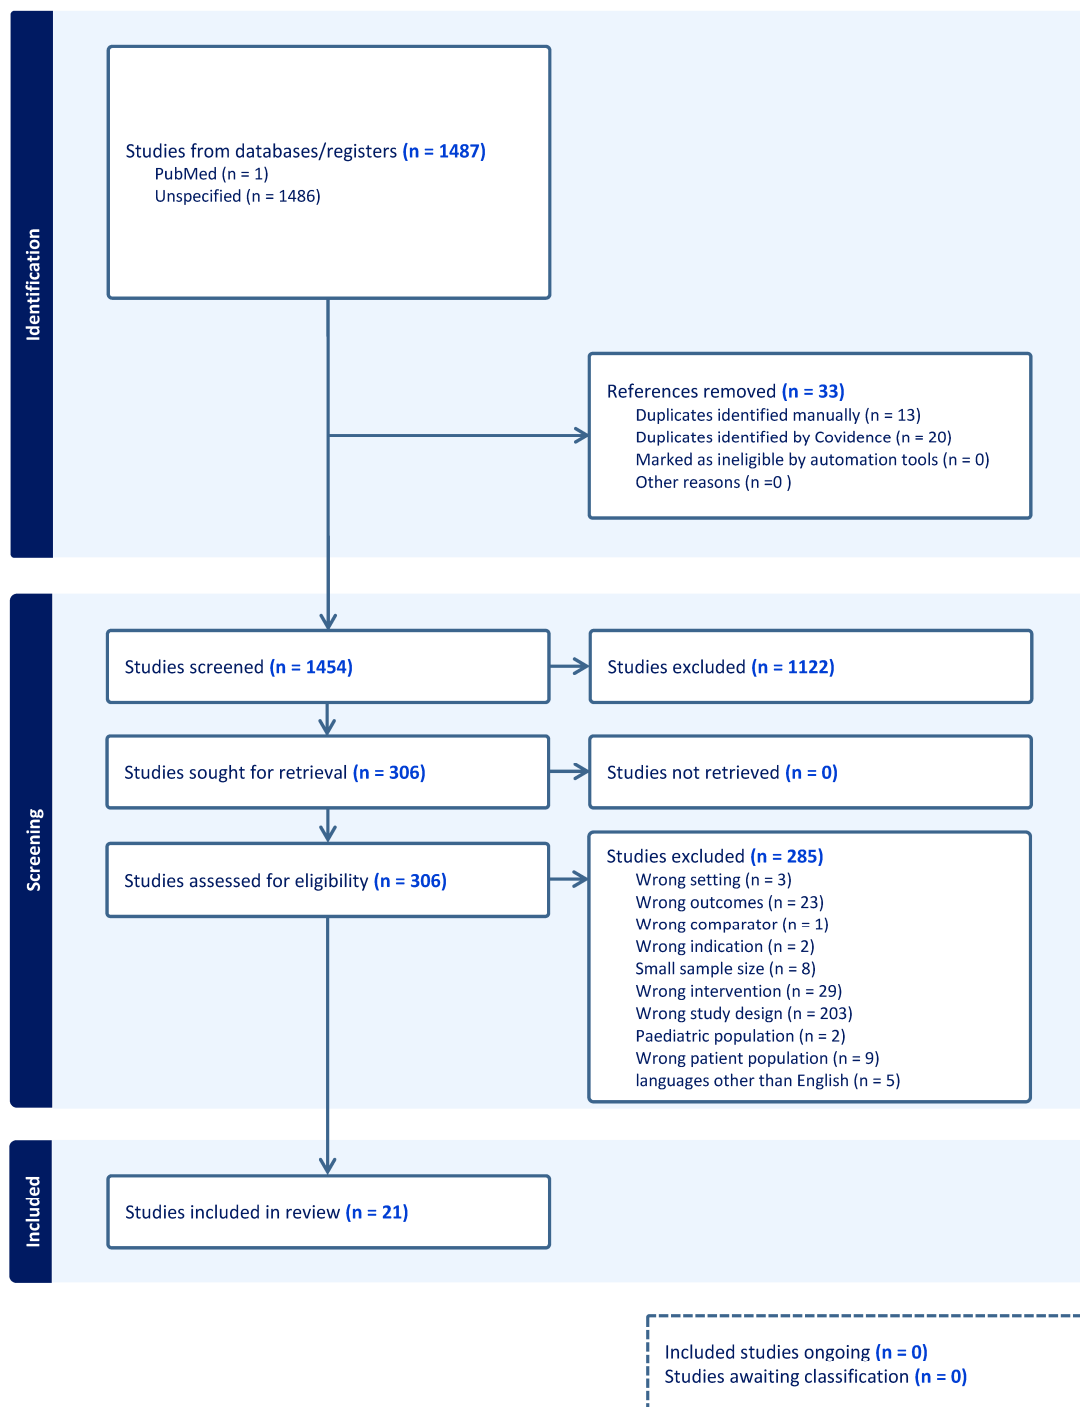 Identification
Studies from databases/registers (n = 1487)
PubMed (n = 1)
Unspecified (n = 1486)
References removed (n = 33)
Duplicates identified manually (n = 13)
Duplicates identified by Covidence (n = 20)
Marked as ineligible by automation tools (n = 0)
Other reasons (n =0 )
Screening
Studies screened (n = 1454)
Studies excluded (n = 1122)
Studies sought for retrieval (n = 306)
Studies not retrieved (n = 0)
Studies assessed for eligibility (n = 306)
Studies excluded (n = 285)
Wrong setting (n = 3)
Wrong outcomes (n = 23)
Wrong comparator (n = 1)
Wrong indication (n = 2)
Small sample size (n = 8)
Wrong intervention (n = 29)
Wrong study design (n = 203)
Paediatric population (n = 2)
Wrong patient population (n = 9)
languages other than English (n = 5)
Included
Studies included in review (n = 21)
Included studies ongoing (n = 0)
Studies awaiting classification (n = 0)